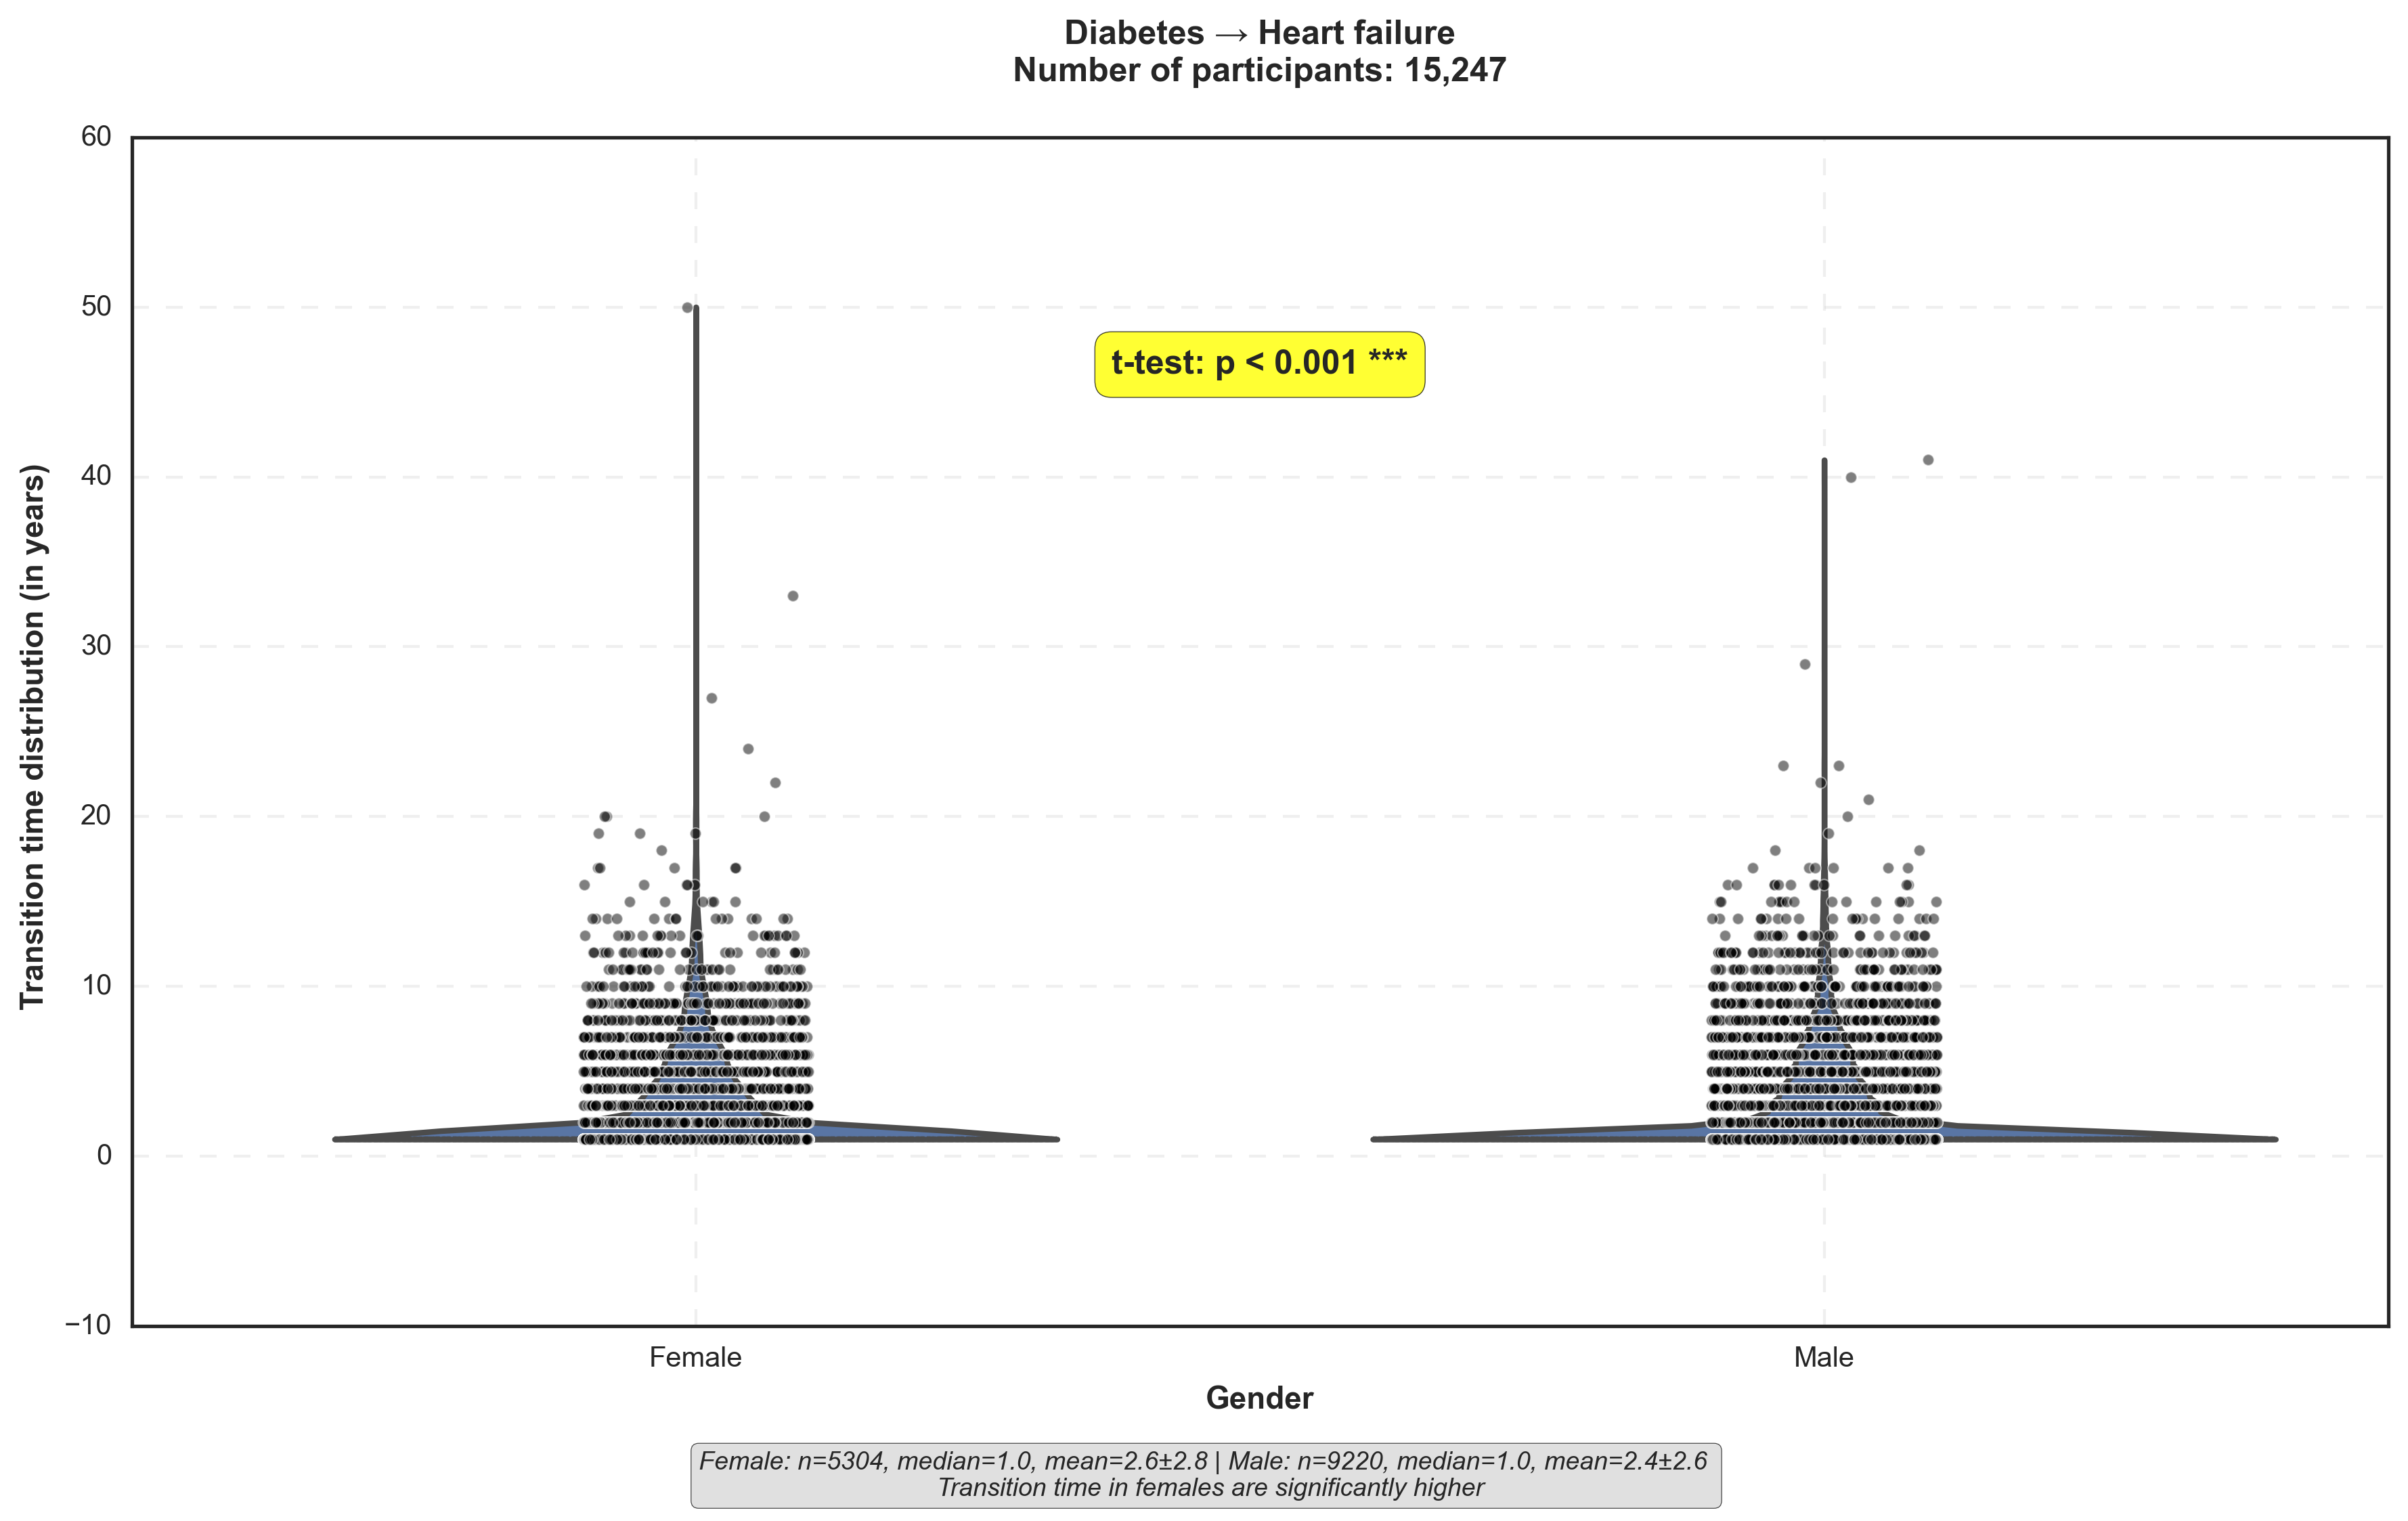 Diabetes → Heart failure
Number of participants: 15,247
60
50
40
30
20
10
0
−10
Transition time distribution (in years)
t-test: p < 0.001 ***
Female
Male
Gender
Female: n=5304, median=1.0, mean=2.6±2.8 | Male: n=9220, median=1.0, mean=2.4±2.6
Transition time in females are significantly higher